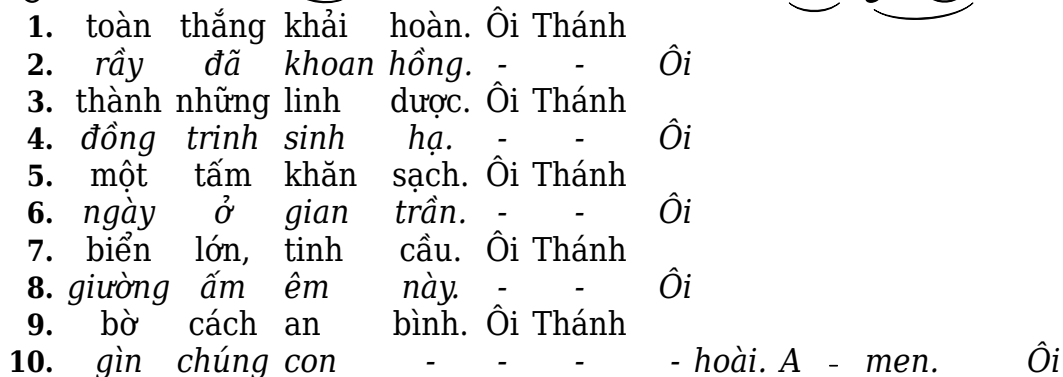 1. toàn thắng khải hoàn. Ôi Thánh
2. rầy đã khoan hồng. - - Ôi
3. thành những linh dược. Ôi Thánh
4. đồng trinh sinh hạ. - - Ôi
5. một tấm khăn sạch. Ôi Thánh
6. ngày ở gian trần. - - Ôi
7. biển lớn, tinh cầu. Ôi Thánh
8. giường ấm êm này. - - Ôi
9. bờ cách an bình. Ôi Thánh
10. gìn chúng con - - - - hoài. A - men. Ôi